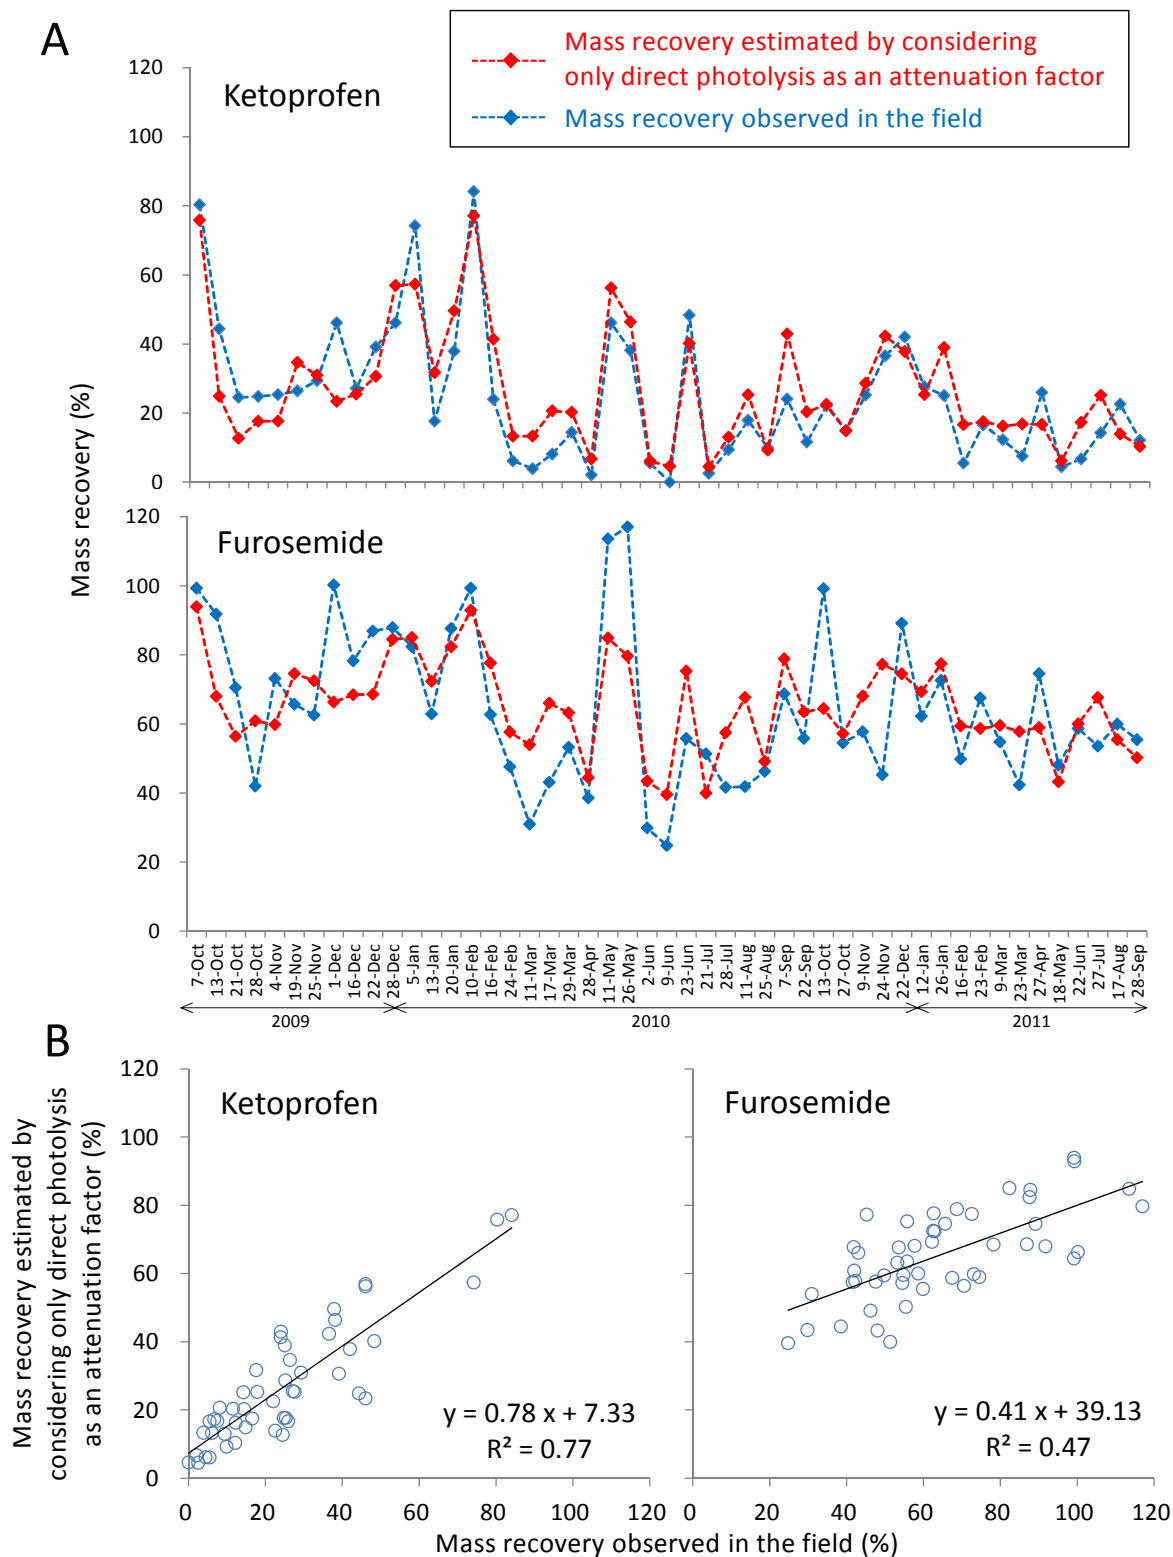 A
Mass recovery estimated by considering
only direct photolysis as an attenuation factor
Mass recovery observed in the field
Ketoprofen
120
100
80
60
40
20
0
Mass recovery (%)
Furosemide
120
100
80
60
40
20
0
7-Oct
13-Oct
21-Oct
28-Oct
4-Nov
19-Nov
25-Nov
1-Dec
16-Dec
22-Dec
28-Dec
5-Jan
13-Jan
20-Jan
10-Feb
16-Feb
24-Feb
11-Mar
17-Mar
29-Mar
28-Apr
11-May
26-May
2-Jun
9-Jun
23-Jun
21-Jul
28-Jul
11-Aug
25-Aug
7-Sep
22-Sep
13-Oct
27-Oct
9-Nov
24-Nov
22-Dec
12-Jan
26-Jan
16-Feb
23-Feb
9-Mar
23-Mar
27-Apr
18-May
22-Jun
27-Jul
17-Aug
28-Sep
2009
2010
2011
B
Mass recovery estimated by
considering only direct photolysis
as an attenuation factor (%)
120
100
80
60
40
20
0
Ketoprofen
y = 0.78 x + 7.33
R² = 0.77
0 20 40 60 80 100 120
Furosemide
y = 0.41 x + 39.13
R² = 0.47
0 20 40 60 80 100 120
Mass recovery observed in the field (%)